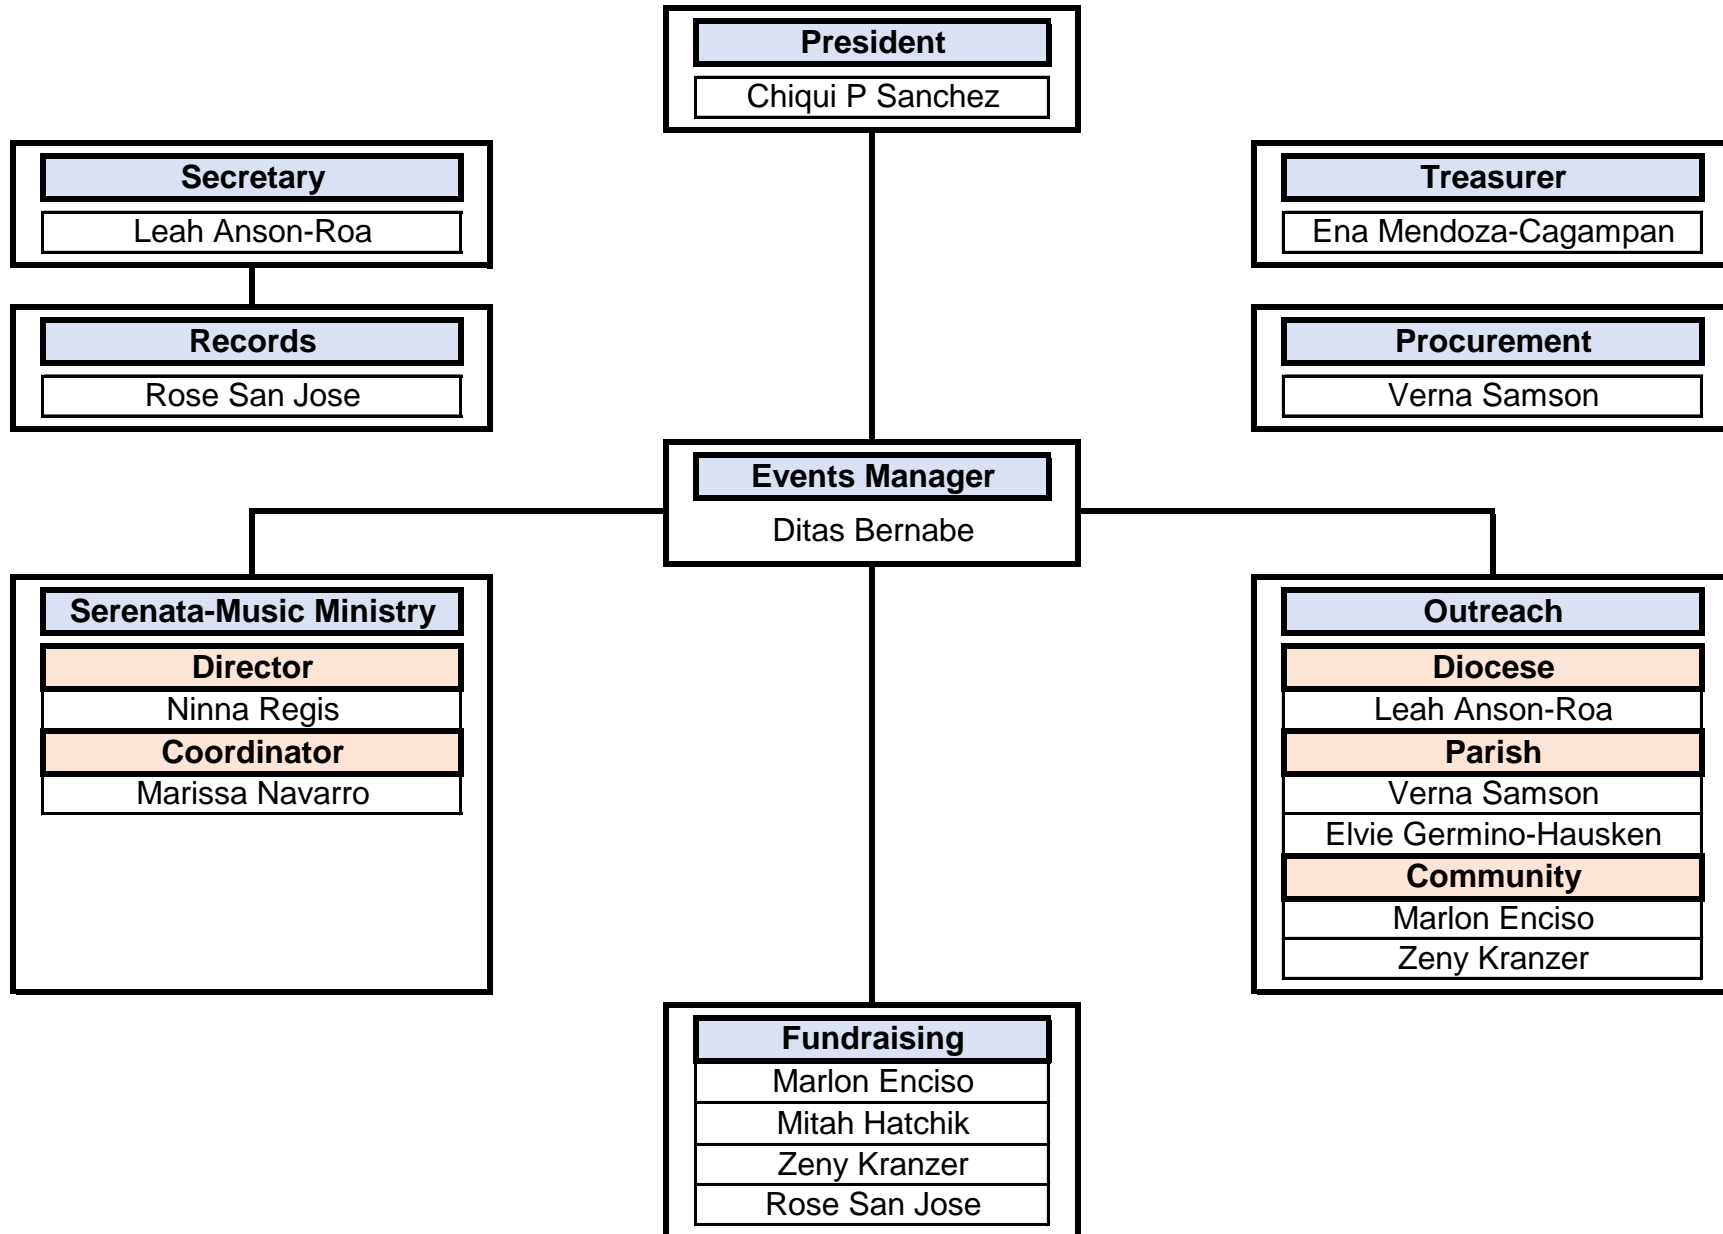 President
Chiqui P Sanchez
Secretary
Leah Anson-Roa
Treasurer
Ena Mendoza-Cagampan
Records
Rose San Jose
Procurement
Verna Samson
Events Manager
Ditas Bernabe
Serenata-Music Ministry
Director
Ninna Regis
Coordinator
Marissa Navarro
Outreach
Diocese
Leah Anson-Roa
Parish
Verna Samson
Elvie Germino-Hausken
Community
Marlon Enciso
Zeny Kranzer
Fundraising
Marlon Enciso
Mitah Hatchik
Zeny Kranzer
Rose San Jose